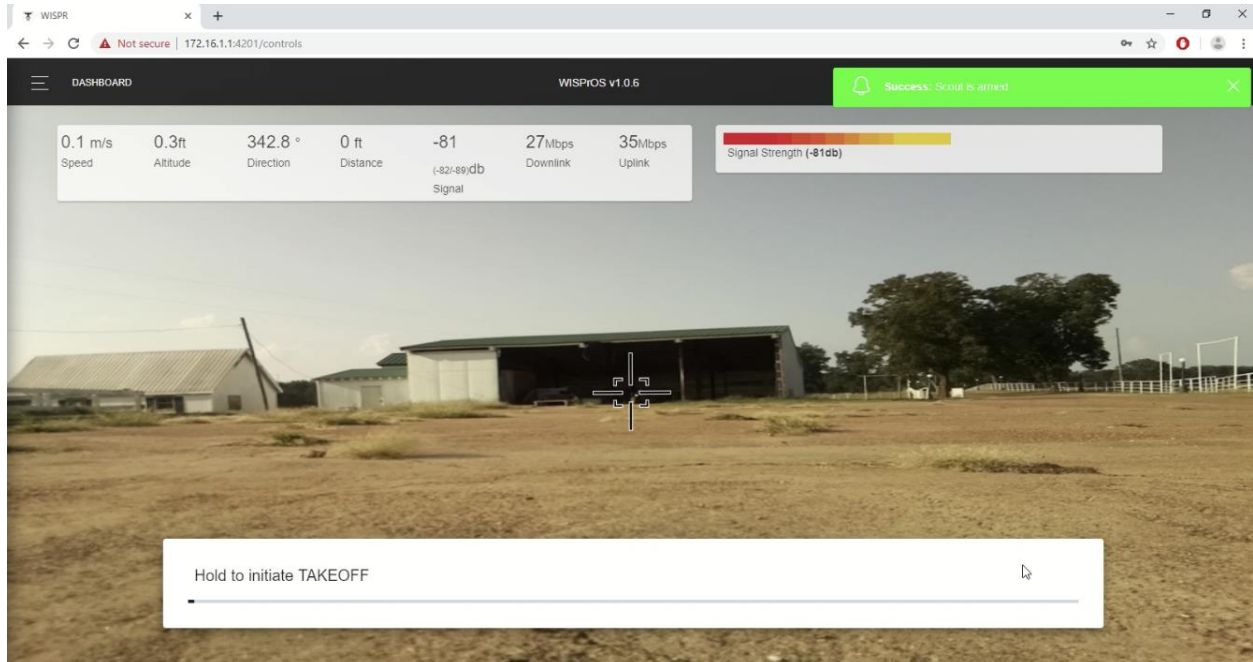 WISPR
Not secure | 172.16.1.1:4201/controls
DASHBOARD
WISPrOS v1.0.6
Success: Scout is armed
0.1 m/s
Speed
0.3ft
Altitude
342.8 °
Direction
0 ft
Distance
-81
(-82/-89)db
Signal
27Mbps
Downlink
35Mbps
Uplink
Signal Strength (-81db)
Hold to initiate TAKEOFF